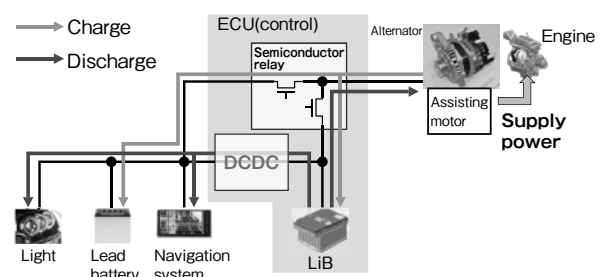 Charge
Discharge
ECU(control)
Semiconductor
relay
Alternator
Engine
Assisting
motor
Supply
power
DCDC
Light
Lead
battery
Navigation
system
LiB